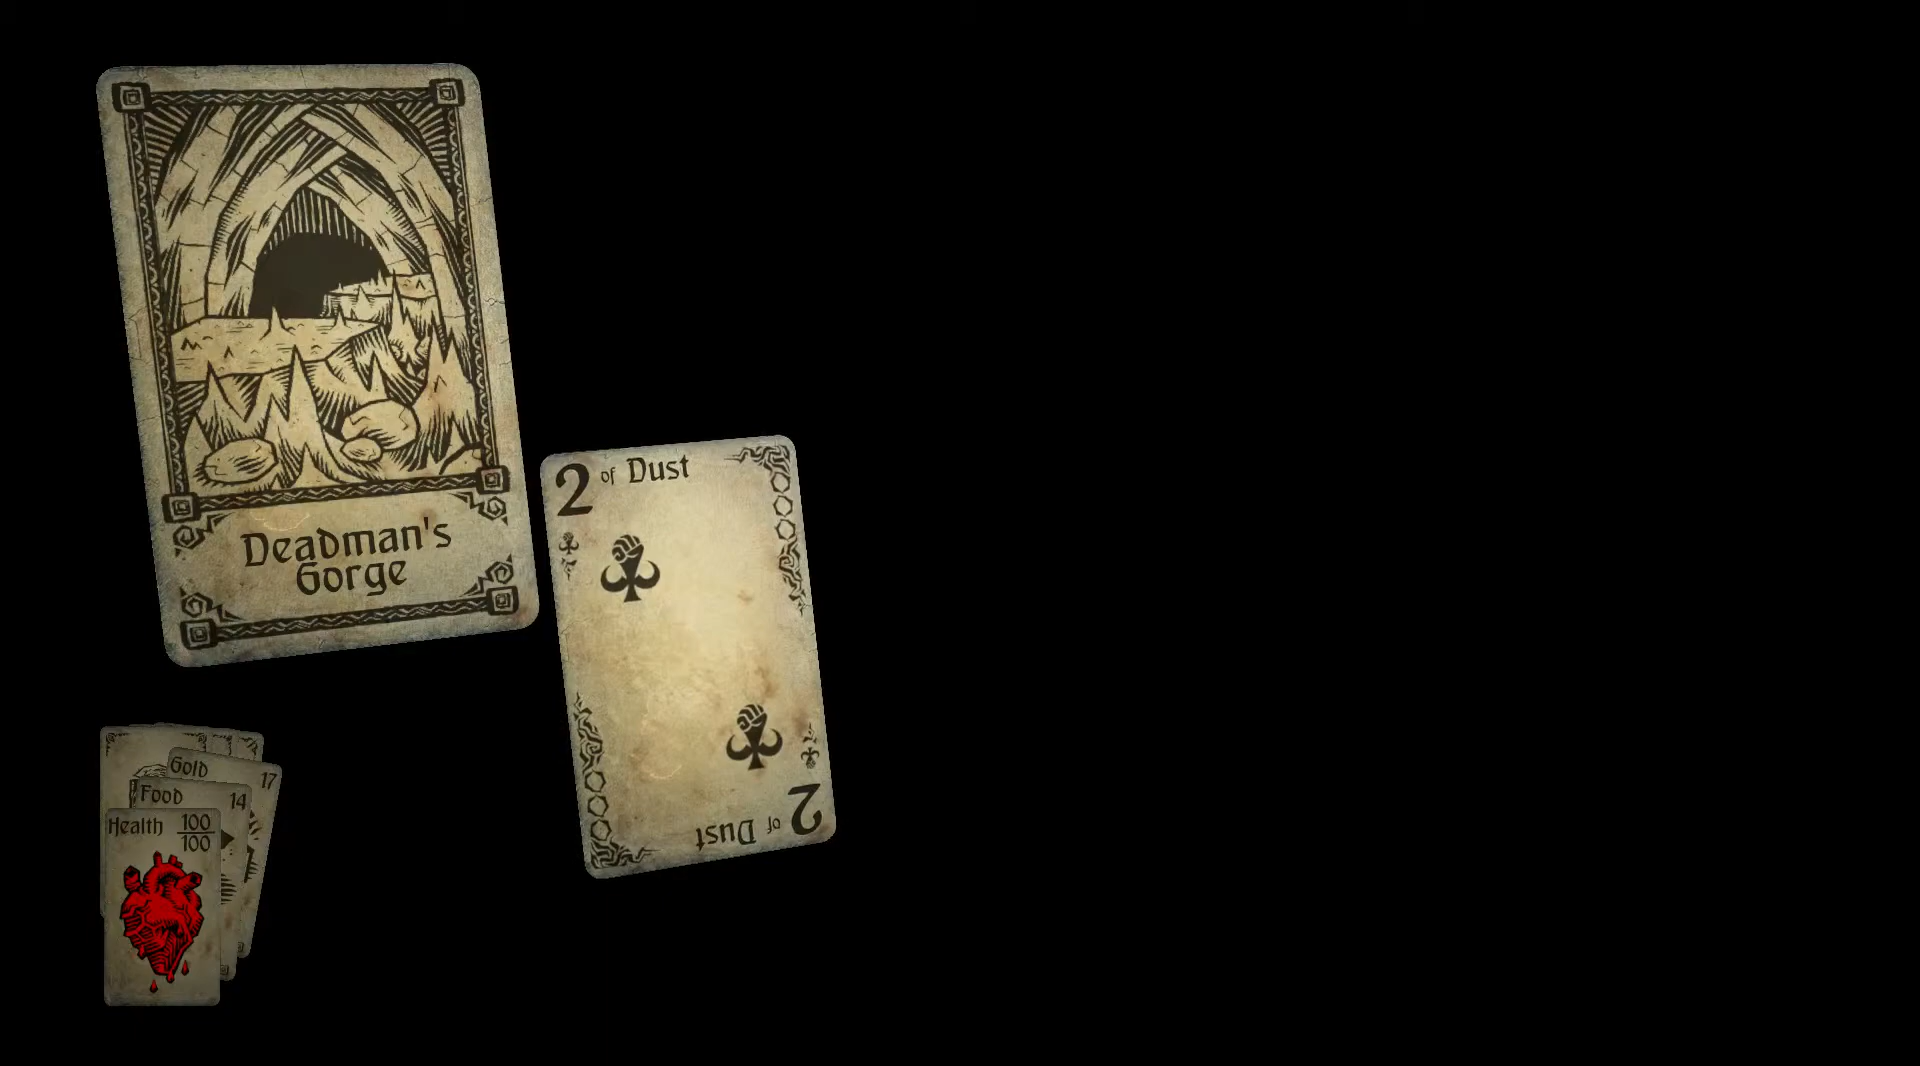 Deadman's
Gorge
2 of Dust
2 of Dust
Gold 17
Food 14
Health 100
100